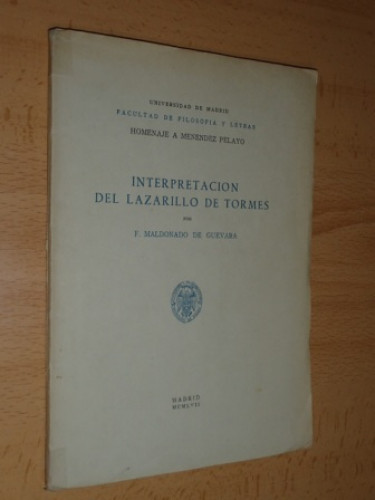 UNIVERSIDAD DE MADRID
FACULTAD DE FILOSOFIA Y LETRAS
HOMENAJE A MENENDEZ PELAYO
INTERPRETACION
DEL LAZARILLO DE TORMES
POR
F. MALDONADO DE GUEVARA
MADRID
MCMLVII